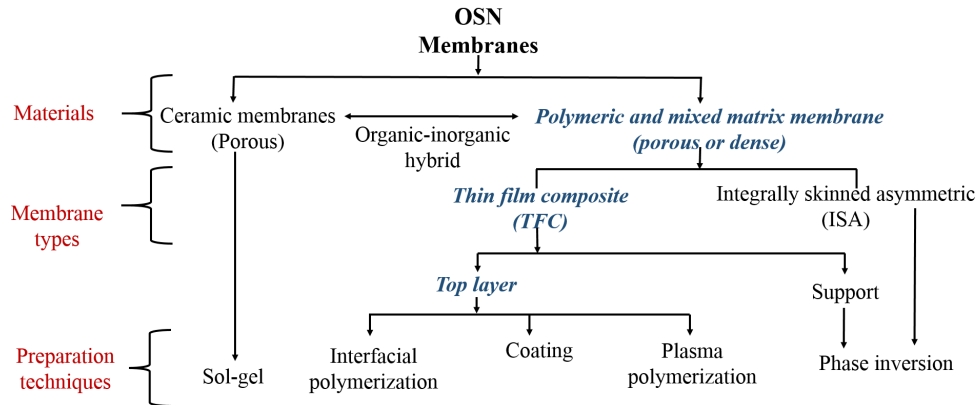 OSN
Membranes
Materials
Ceramic membranes
(Porous)
Organic-inorganic
hybrid
Polymeric and mixed matrix membrane
(porous or dense)
Membrane
types
Thin film composite
(TFC)
Integrally skinned asymmetric
(ISA)
Top layer
Support
Preparation
techniques
Sol-gel
Interfacial
polymerization
Coating
Plasma
polymerization
Phase inversion